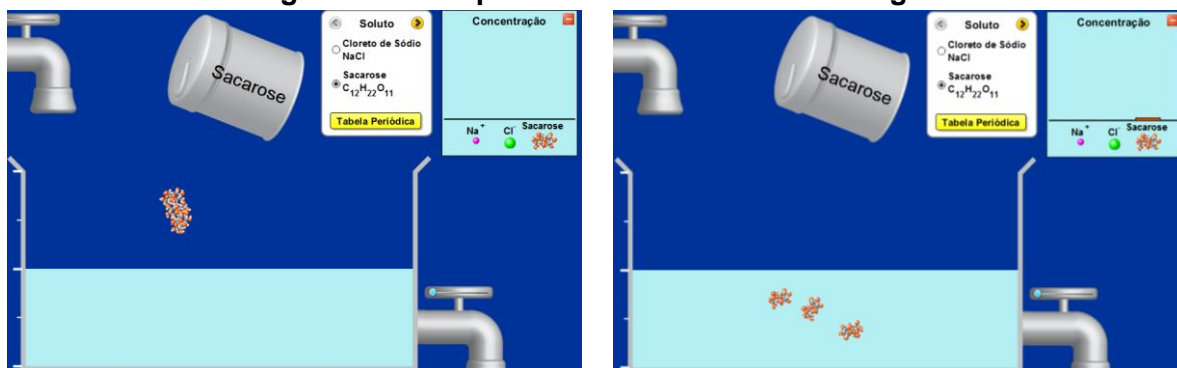 Sacarose
Soluto
Cloreto de Sódio
NaCl
Sacarose
C12H22O11
Tabela Periódica
Concentração
Na+ Cl- Sacarose
Sacarose
Soluto
Cloreto de Sódio
NaCl
Sacarose
C12H22O11
Tabela Periódica
Concentração
Na+ Cl- Sacarose